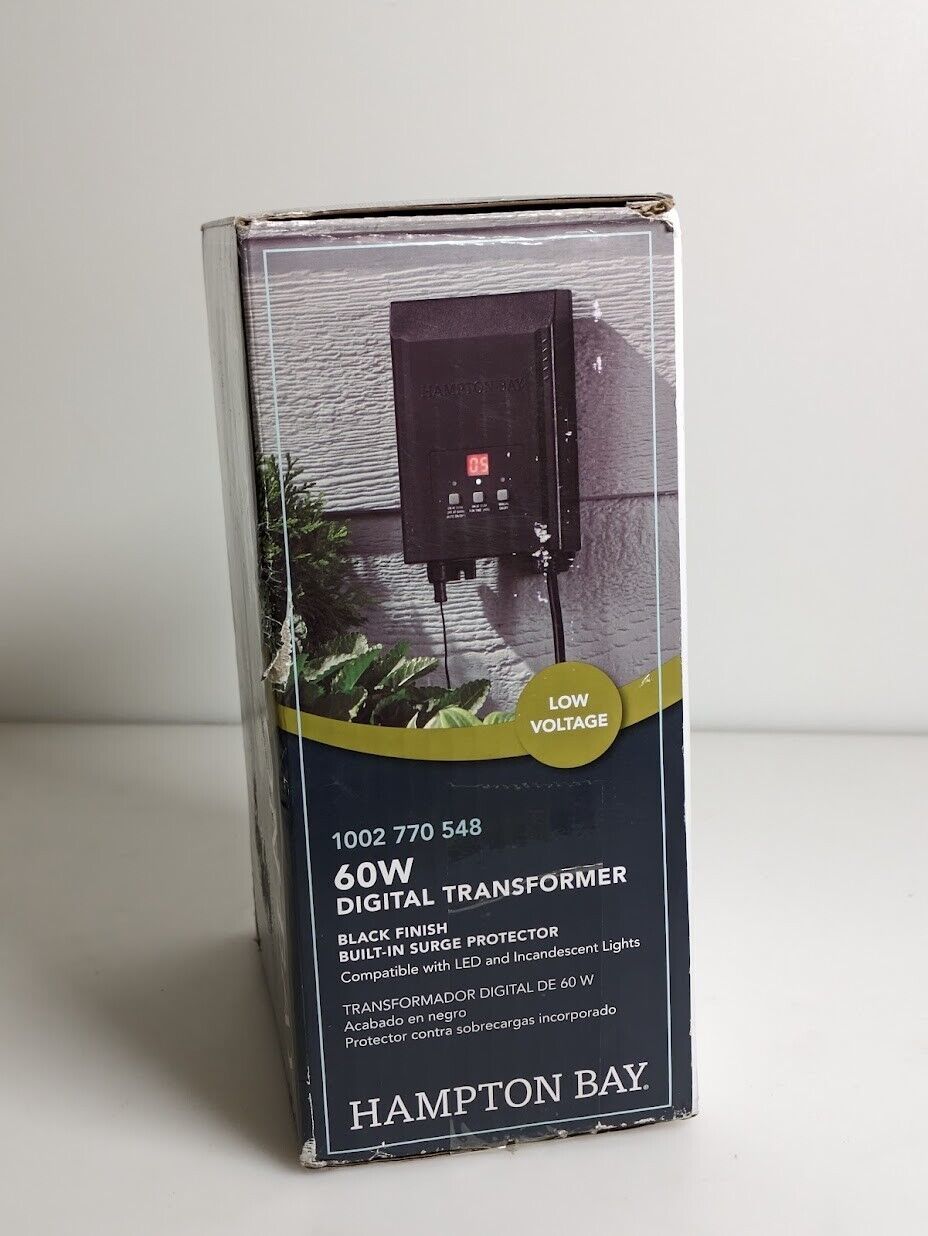 HAMPTON BAY
05
LOW
VOLTAGE
1002 770 548
60W
DIGITAL TRANSFORMER
BLACK FINISH
BUILT-IN SURGE PROTECTOR
Compatible with LED and Incandescent Lights
TRANSFORMADOR DIGITAL DE 60 W
Acabado en negro
Protector contra sobrecargas incorporado
HAMPTON BAY®